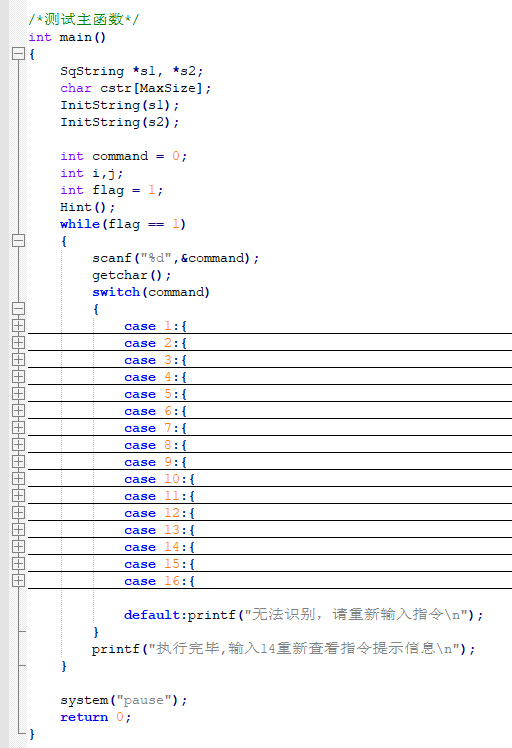 /*测试主函数*/
int main()
{
SqString *s1, *s2;
char cstr[MaxSize];
InitString(s1);
InitString(s2);
int command = 0;
int i,j;
int flag = 1;
Hint();
while(flag == 1)
{
scanf("%d",&command);
getchar();
switch(command)
{
case 1:{
case 2:{
case 3:{
case 4:{
case 5:{
case 6:{
case 7:{
case 8:{
case 9:{
case 10:{
case 11:{
case 12:{
case 13:{
case 14:{
case 15:{
case 16:{
default:printf("无法识别，请重新输入指令\n");
}
printf("执行完毕,输入14重新查看指令提示信息\n");
}
system("pause");
return 0;
}